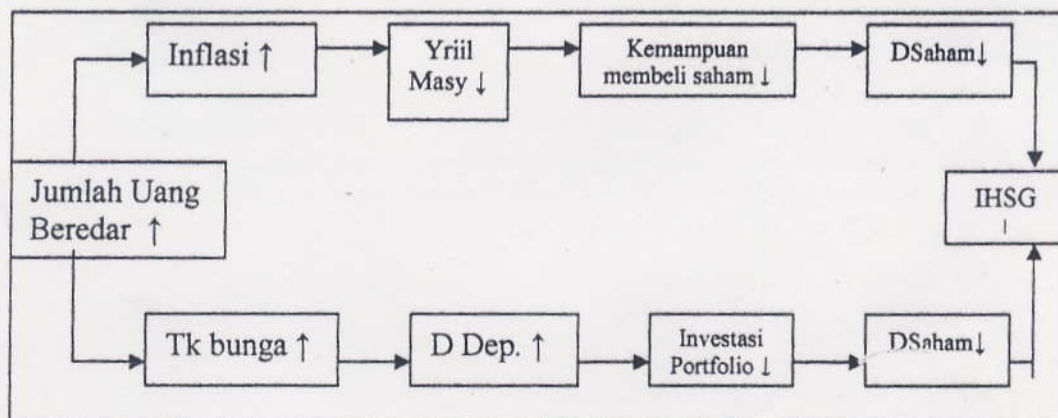 Inflasi ↑
Yriil
Masy ↓
Kemampuan
membeli saham ↓
DSaham↓
Jumlah Uang
Beredar ↑
IHSG
Tk bunga ↑
D Dep. ↑
Investasi
Portfolio ↓
DSaham↓